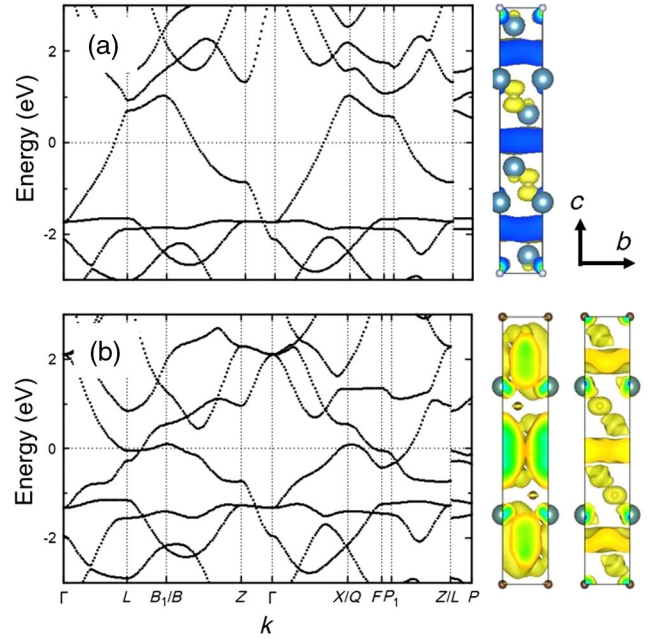 (a)
Energy (eV)
2
0
-2
c
b
(b)
Energy (eV)
2
0
-2
Γ L B1/B Z Γ X/Q F P1 Z/L P
k